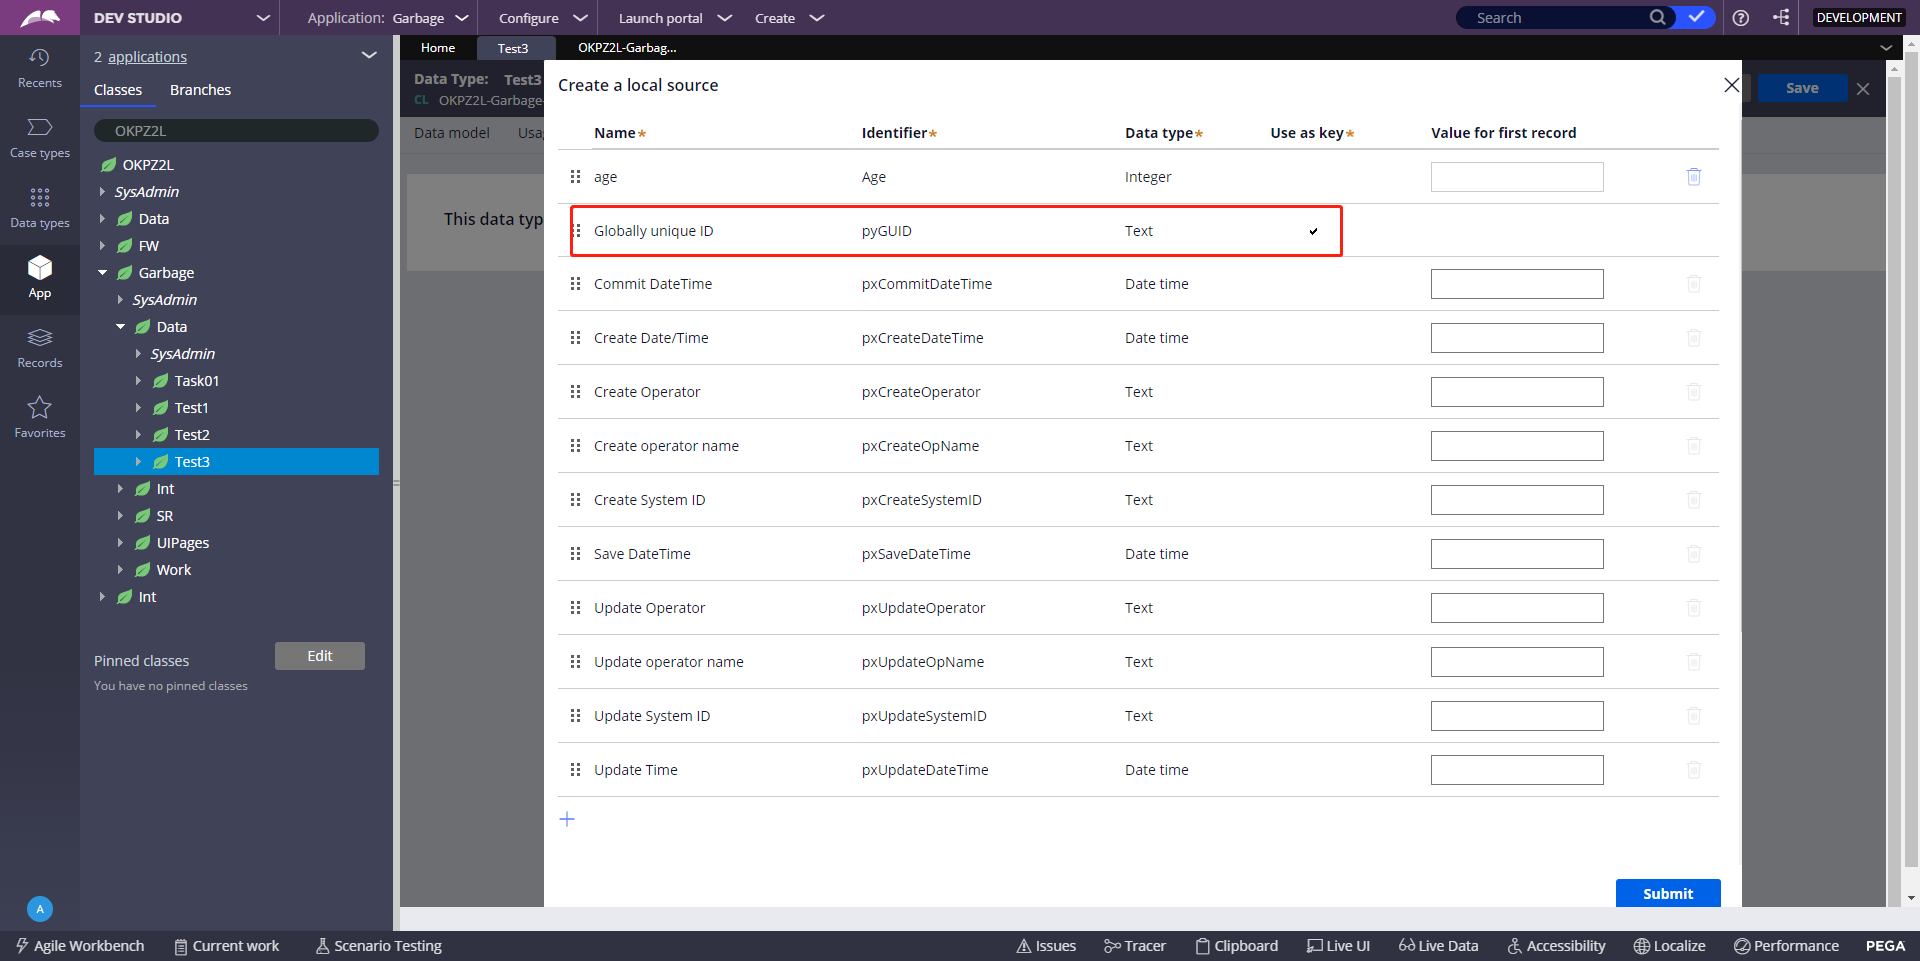 DEV STUDIO
Application: Garbage
Configure
Launch portal
Create
Search
DEVELOPMENT
Recents
Case types
Data types
App
Records
Favorites
A
2 applications
Classes
Branches
OKPZ2L
OKPZ2L
SysAdmin
Data
FW
Garbage
SysAdmin
Data
SysAdmin
Task01
Test1
Test2
Test3
Int
SR
UIPages
Work
Int
Pinned classes
Edit
You have no pinned classes
Home
Test3
OKPZ2L-Garbag...
Data Type: Test3
CL OKPZ2L-Garbage-
Save
Data model
Usa
This data typ
Create a local source
Name* Identifier* Data type* Use as key* Value for first record
age Age Integer
Globally unique ID pyGUID Text
Commit DateTime pxCommitDateTime Date time
Create Date/Time pxCreateDateTime Date time
Create Operator pxCreateOperator Text
Create operator name pxCreateOpName Text
Create System ID pxCreateSystemID Text
Save DateTime pxSaveDateTime Date time
Update Operator pxUpdateOperator Text
Update operator name pxUpdateOpName Text
Update System ID pxUpdateSystemID Text
Update Time pxUpdateDateTime Date time
Submit
Agile Workbench
Current work
Scenario Testing
Issues
Tracer
Clipboard
Live UI
Live Data
Accessibility
Localize
Performance
PEGA